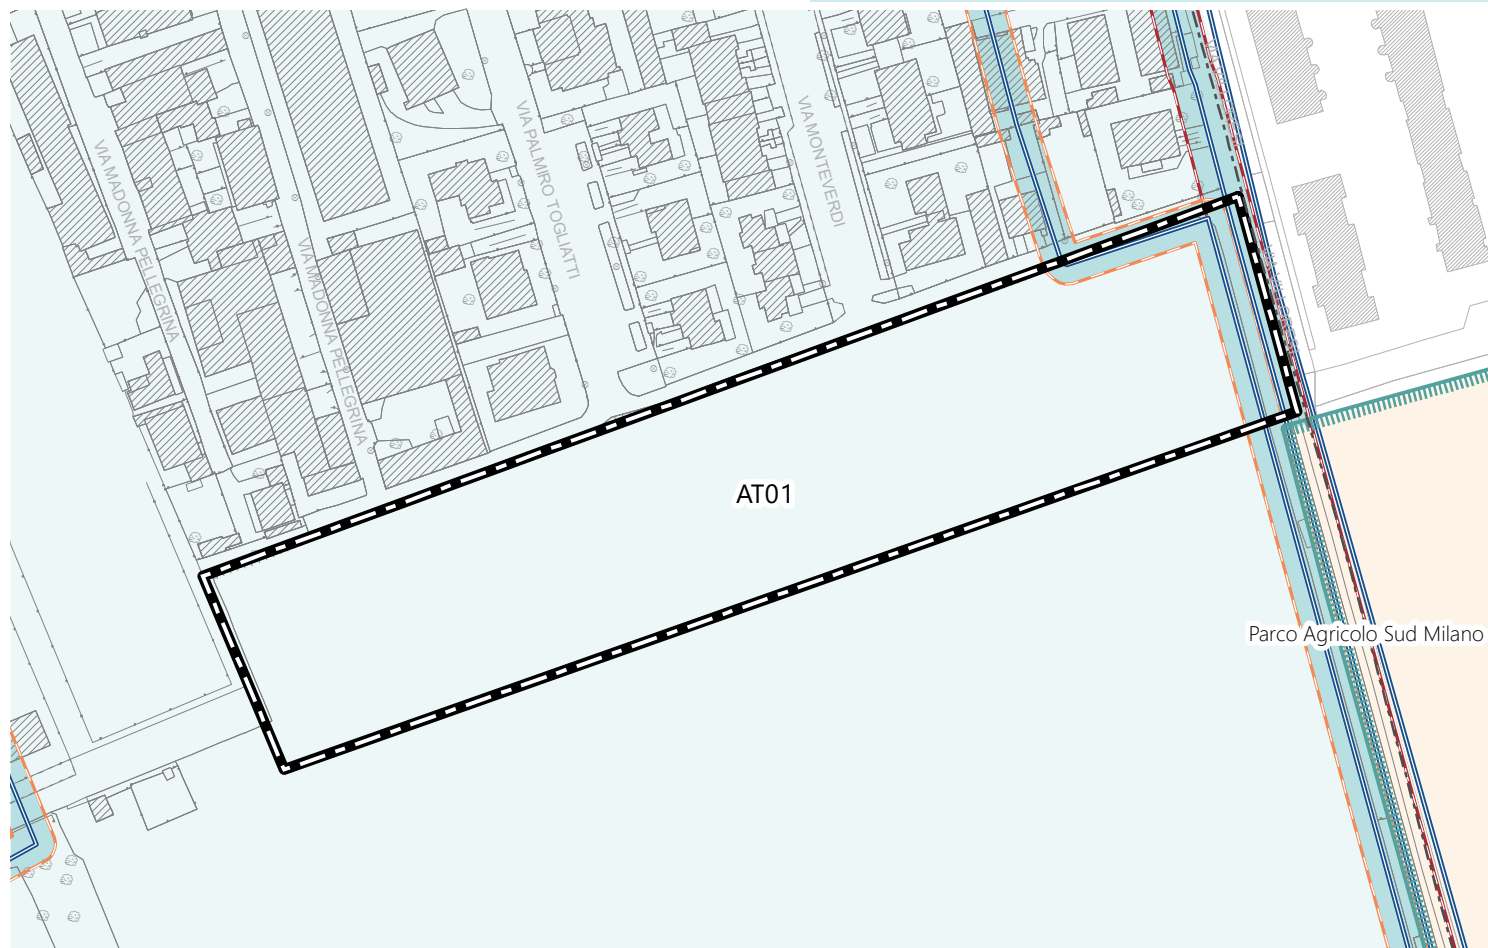 VIA MADONNA PELLEGRINA
VIA MADONNA PELLEGRINA
VIA PALMIRO TOGLIATTI
VIA MONTEVERDI
AT01
Parco Agricolo Sud Milano